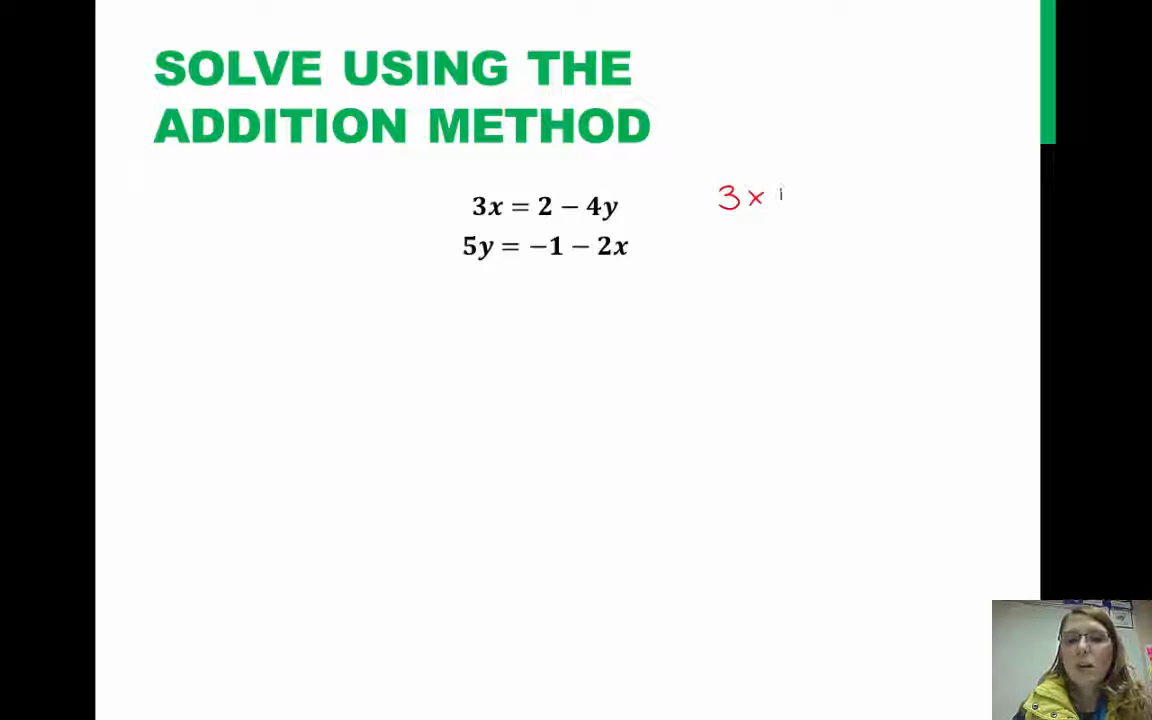 SOLVE USING THE
ADDITION METHOD
3x = 2 − 4y
3x
5y = −1 − 2x